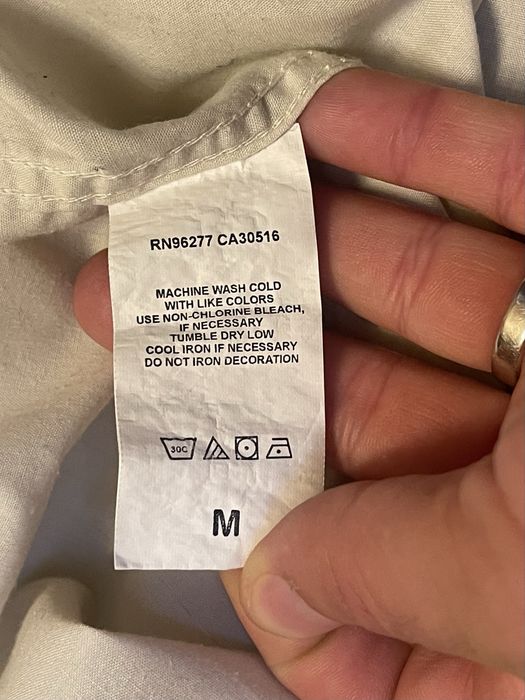 RN96277 CA30516
MACHINE WASH COLD
WITH LIKE COLORS
USE NON-CHLORINE BLEACH,
IF NECESSARY
TUMBLE DRY LOW
COOL IRON IF NECESSARY
DO NOT IRON DECORATION
30C
M